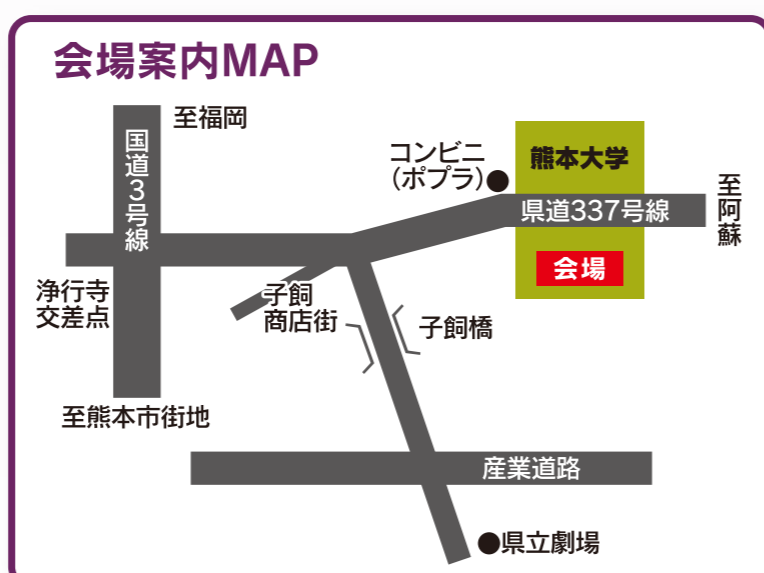 会場案内MAP
至福岡
国道3号線
コンビニ
(ポプラ)
熊本大学
県道337号線
至阿蘇
会場
浄行寺
交差点
子飼
商店街
子飼橋
至熊本市街地
産業道路
県立劇場